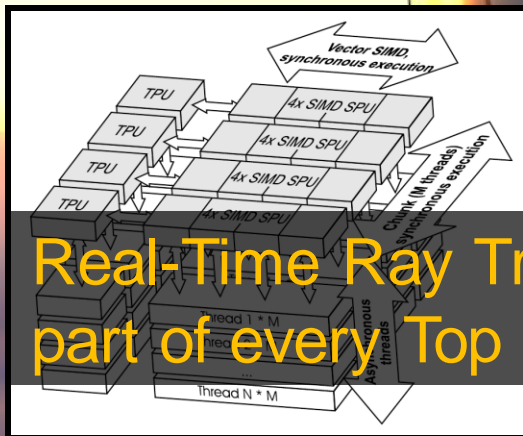 Vector SIMD,
synchronous execution
TPU
4x SIMD SPU
TPU
4x SIMD SPU
TPU
4x SIMD SPU
TPU
4x SIMD SPU
Chunk (M threads)
synchronous execution
Real-Time Ray Tr
part of every Top
Thread 1 * M
Thread
...
Thread N * M
Asynchronous
threads